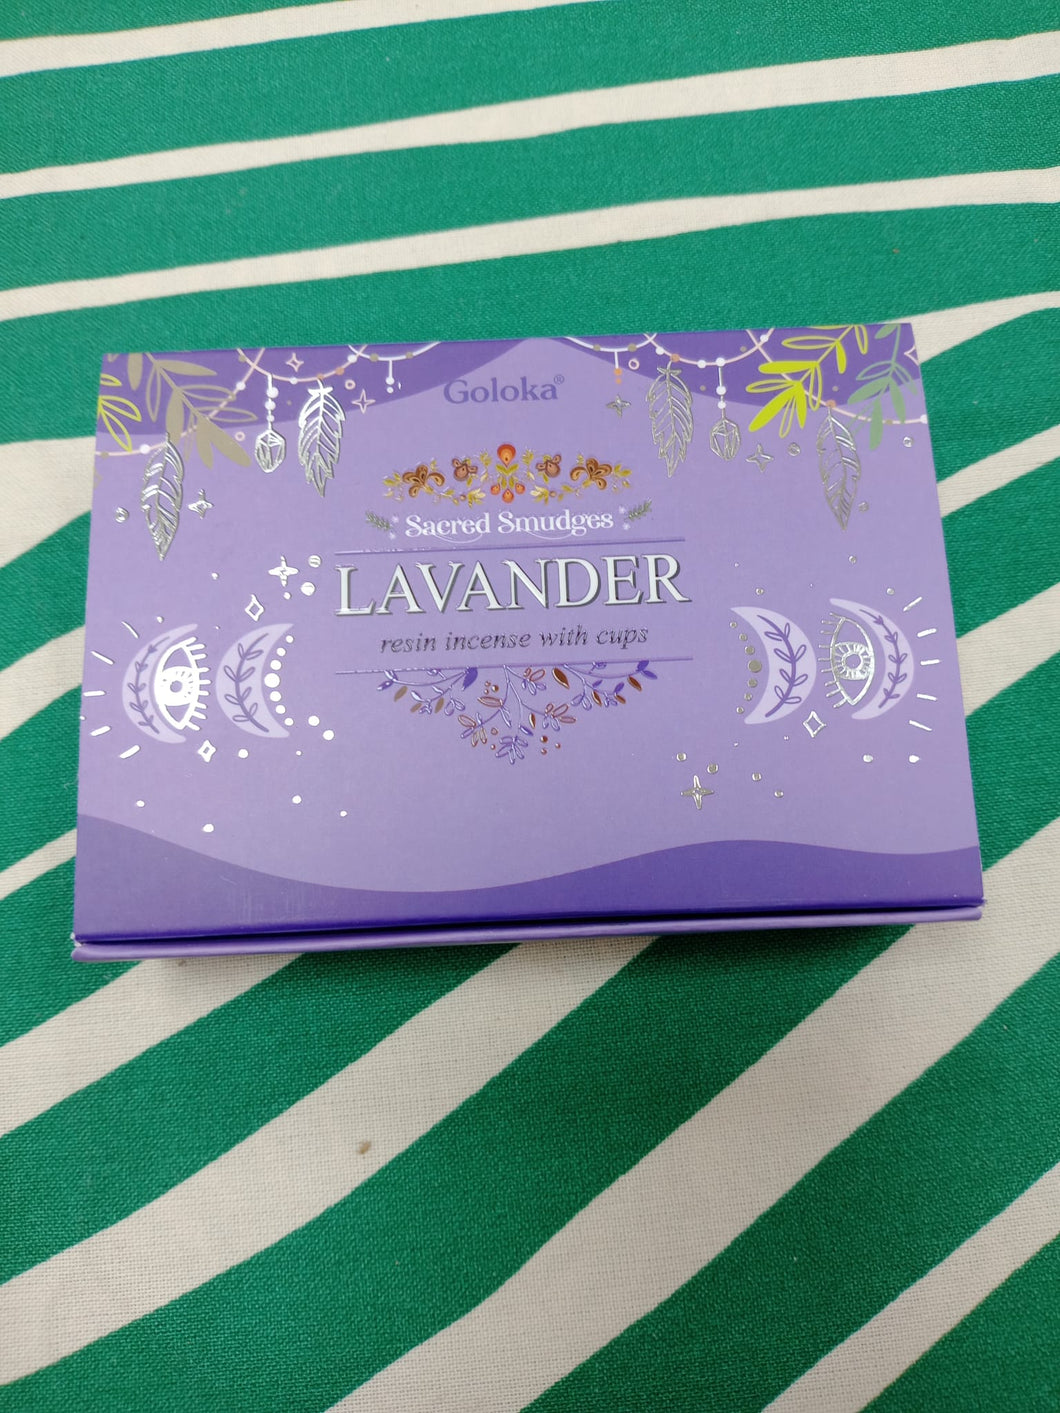 Goloka®
Sacred Smudges
LAVANDER
resin incense with cups